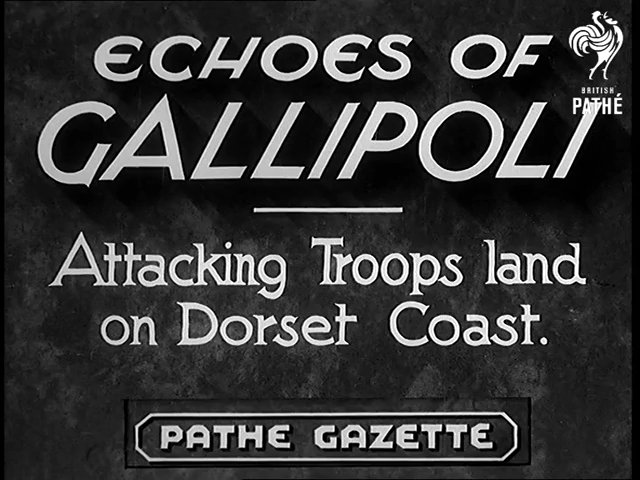 ECHOES OF
GALLIPOLI
Attacking Troops land
on Dorset Coast.
PATHE GAZETTE
BRITISH
PATHÉ